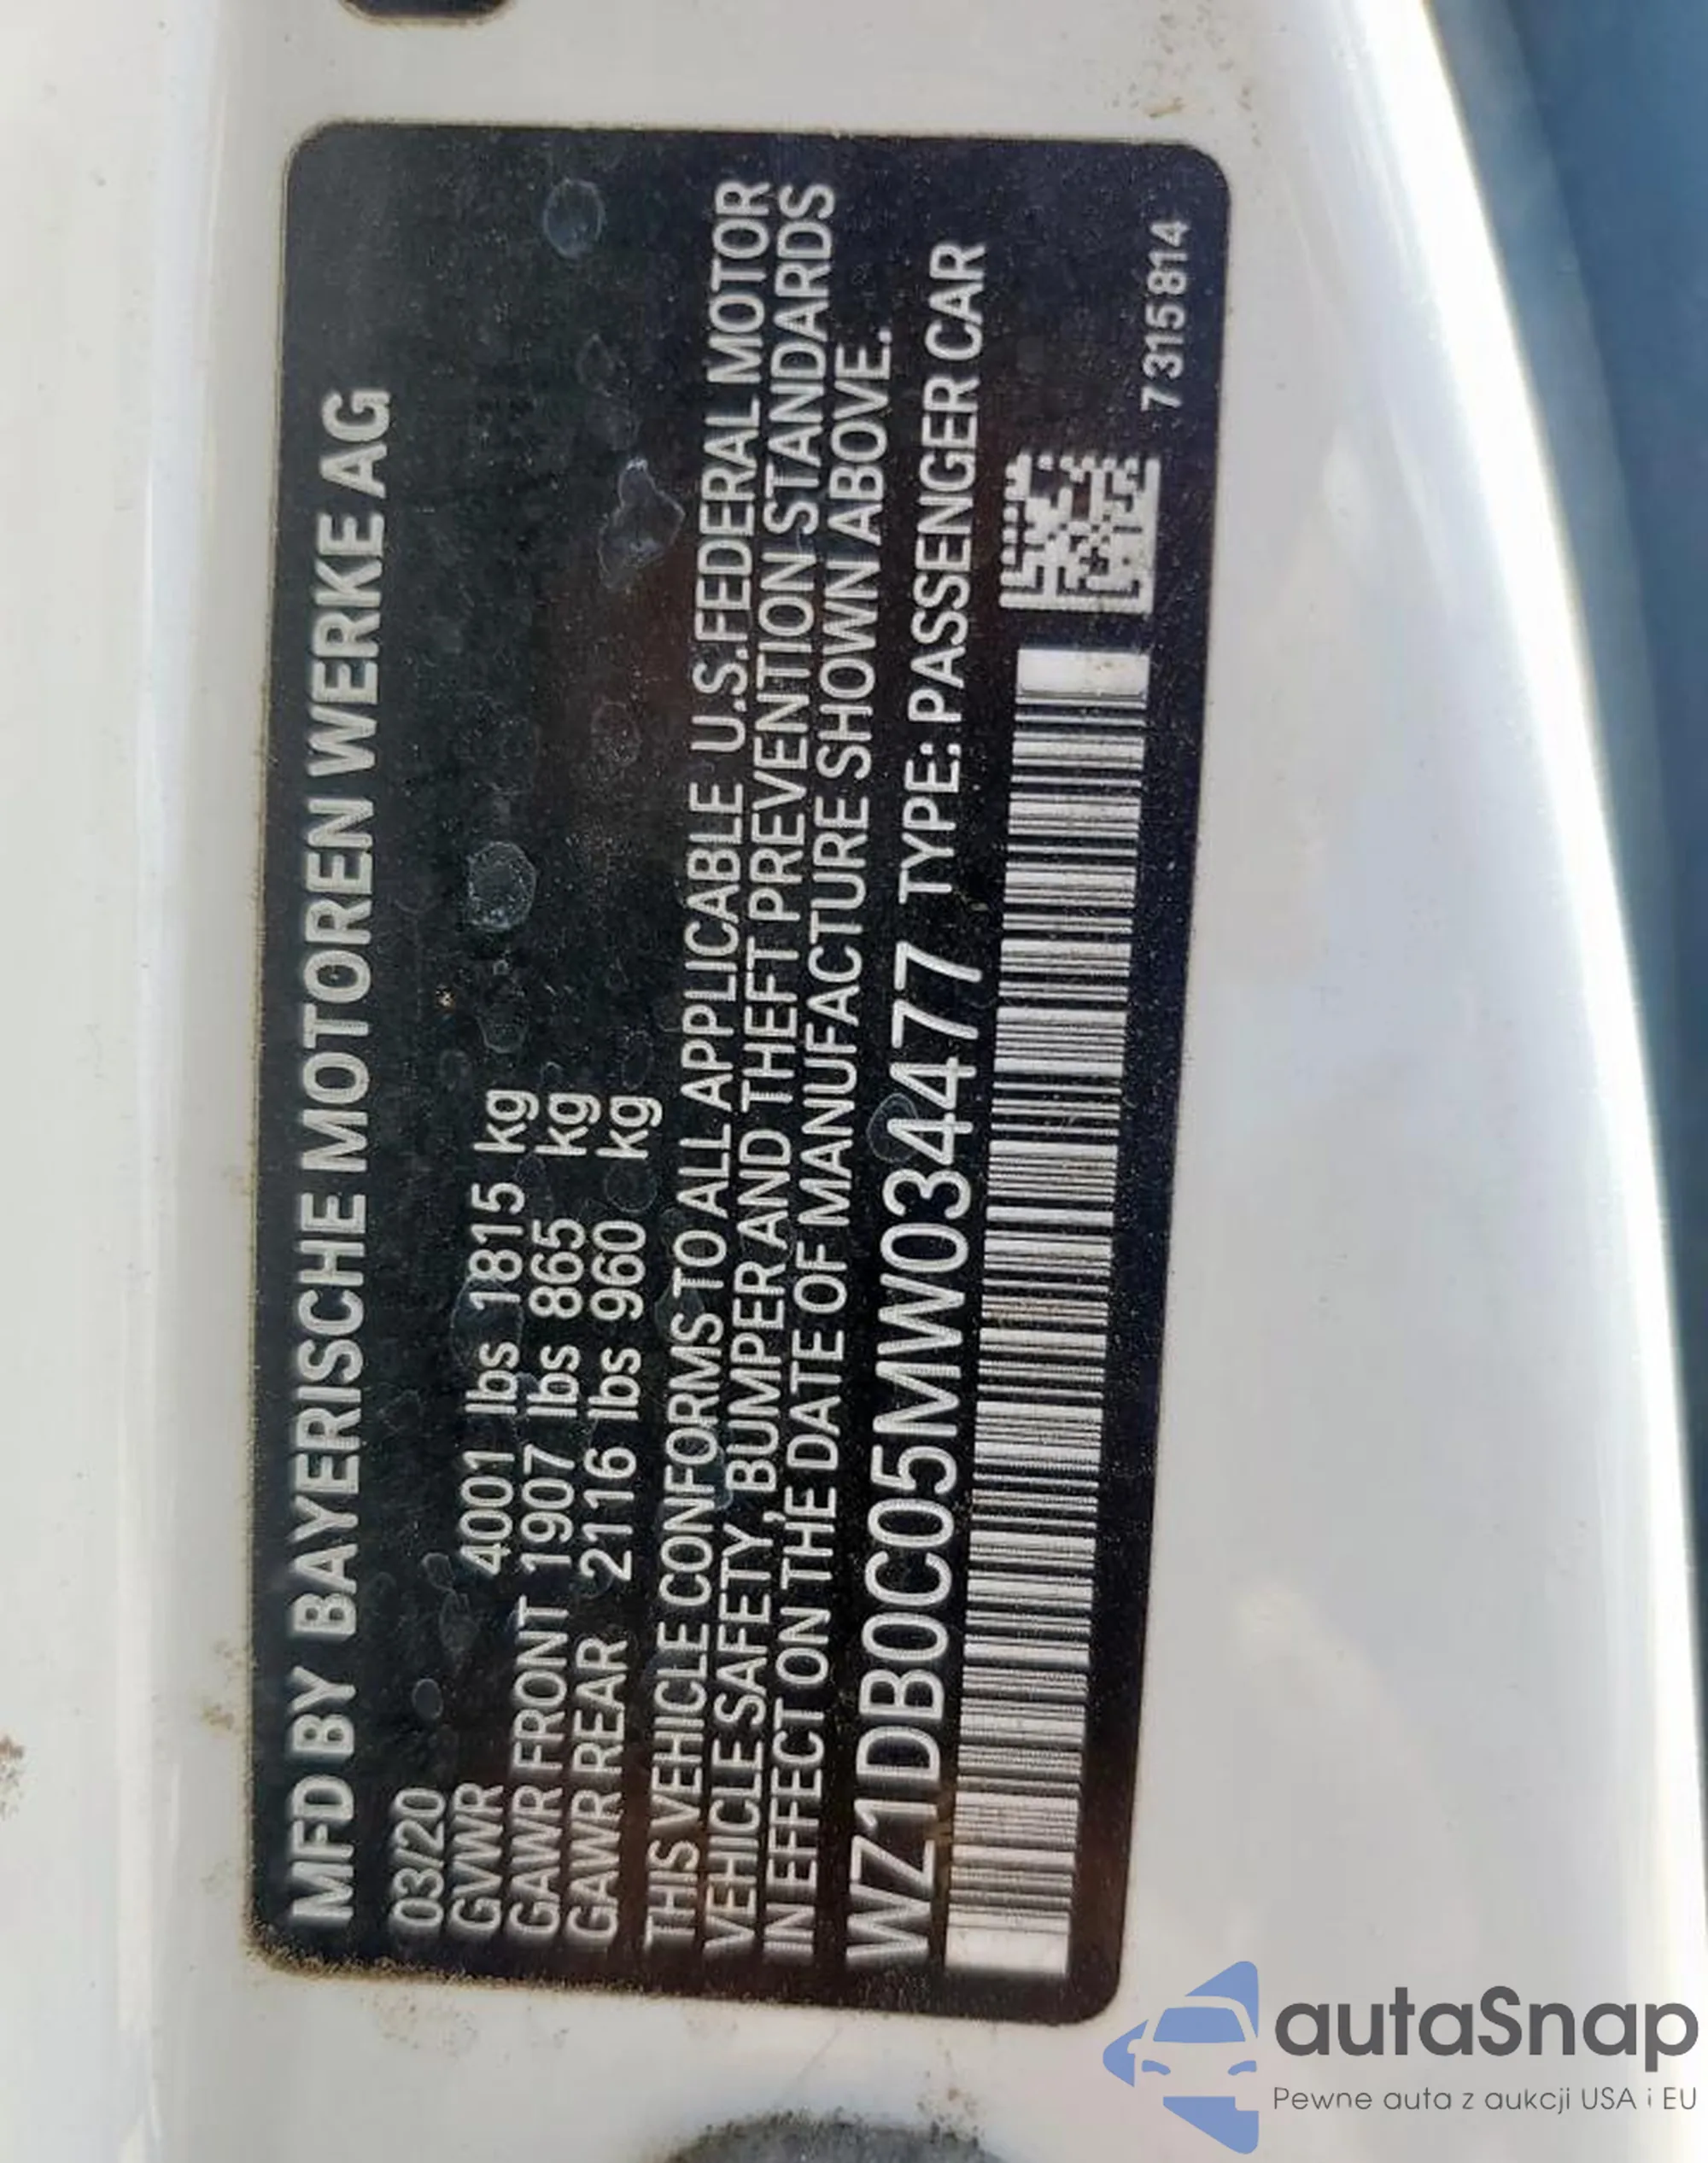 MFD BY BAYERISCHE MOTOREN WERKE AG
03/20
GVWR 4001 lbs 1815 kg
GAWR FRONT 1907 lbs 865 kg
GAWR REAR 2116 lbs 960 kg
THIS VEHICLE CONFORMS TO ALL APPLICABLE U.S. FEDERAL MOTOR
VEHICLE SAFETY, BUMPER AND THEFT PREVENTION STANDARDS
IN EFFECT ON THE DATE OF MANUFACTURE SHOWN ABOVE.
WZ1DB0C05MW034477 TYPE: PASSENGER CAR
7315814
autaSnap
Pewne auta z aukcji USA i EU